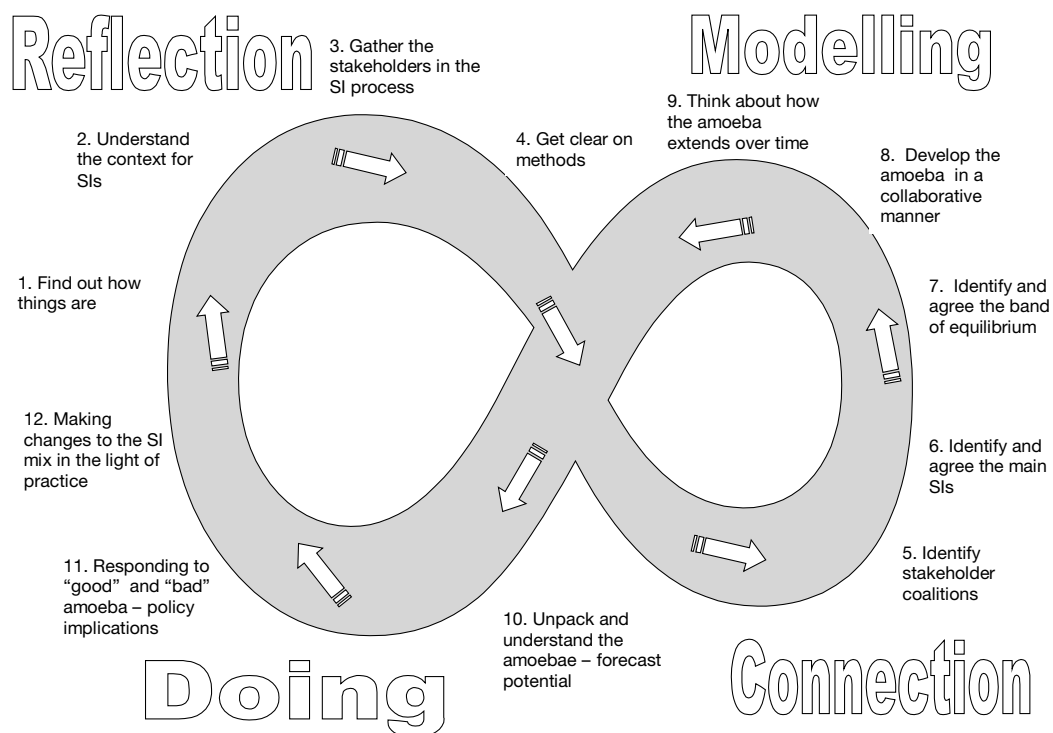 Reflection
3. Gather the
stakeholders in the
SI process
Modelling
9. Think about how
the amoeba
extends over time
2. Understand
the context for
SIs
4. Get clear on
methods
8.  Develop the
amoeba  in a
collaborative
manner
1. Find out how
things are
7.  Identify and
agree the band
of equilibrium
12. Making
changes to the SI
mix in the light of
practice
6. Identify and
agree the main
SIs
11. Responding to
“good”  and “bad”
amoeba – policy
implications
5. Identify
stakeholder
coalitions
10. Unpack and
understand the
amoebae – forecast
potential
Doing
Connection